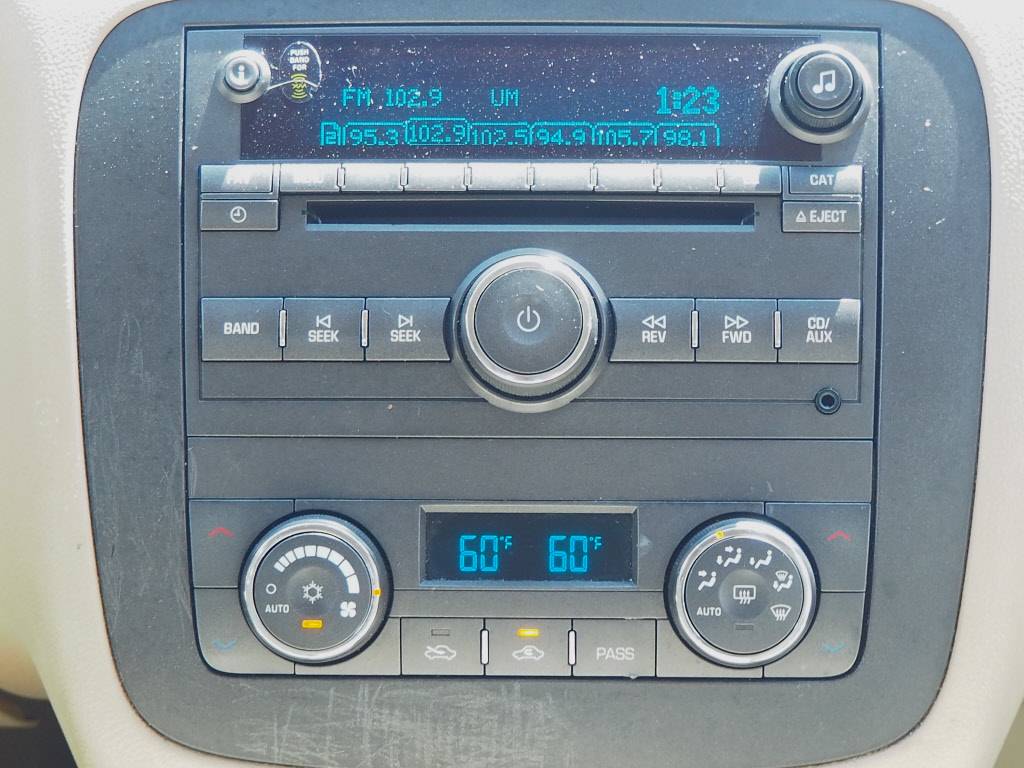 PUSH
BAND
FOR
FM 102.9 UM 1:23
2 95.3 102.9 102.5 94.9 105.7 98.1
CAT
EJECT
BAND
SEEK
SEEK
REV
FWD
CD/
AUX
60°F 60°F
AUTO
AUTO
PASS